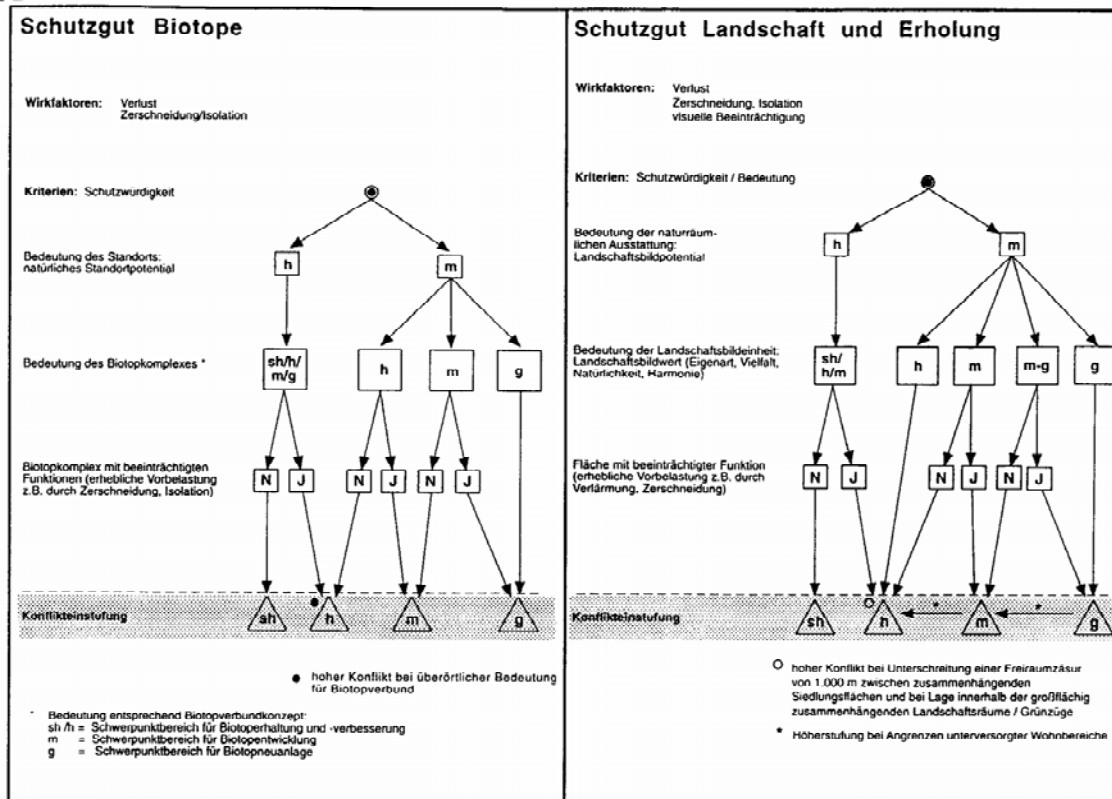 Schutzgut Biotope
Wirkfaktoren: Verlust
Zerschneidung/Isolation
Kriterien: Schutzwürdigkeit
Bedeutung des Standorts:
natürliches Standortpotential
h
m
Bedeutung des Biotopkomplexes *
sh/h/
m/g
h
m
g
Biotopkomplex mit beeinträchtigten
Funktionen (erhebliche Vorbelastung
z.B. durch Zerschneidung, Isolation)
N J N J N J
Konflikteinstufung
sh h m g
hoher Konflikt bei überörtlicher Bedeutung
für Biotopverbund
* Bedeutung entsprechend Biotopverbundkonzept:
sh /h = Schwerpunktbereich für Biotoperhaltung und -verbesserung
m = Schwerpunktbereich für Biotopentwicklung
g = Schwerpunktbereich für Biotopneuanlage
Schutzgut Landschaft und Erholung
Wirkfaktoren: Verlust
Zerschneidung, Isolation
visuelle Beeinträchtigung
Kriterien: Schutzwürdigkeit / Bedeutung
Bedeutung der naturräum-
lichen Ausstattung:
Landschaftsbildpotential
h
m
Bedeutung der Landschaftsbildeinheit:
Landschaftsbildwert (Eigenart, Vielfalt,
Natürlichkeit, Harmonie)
sh/
h/m
h
m
m-g
g
Fläche mit beeinträchtigter Funktion
(erhebliche Vorbelastung z.B. durch
Verlärmung, Zerschneidung)
N J N J N J
Konflikteinstufung
sh h * m * g
hoher Konflikt bei Unterschreitung einer Freiraumzäsur
von 1.000 m zwischen zusammenhängenden
Siedlungsflächen und bei Lage innerhalb der großflächig
zusammenhängenden Landschaftsräume / Grünzüge
* Höherstufung bei Angrenzen unterversorgter Wohnbereiche